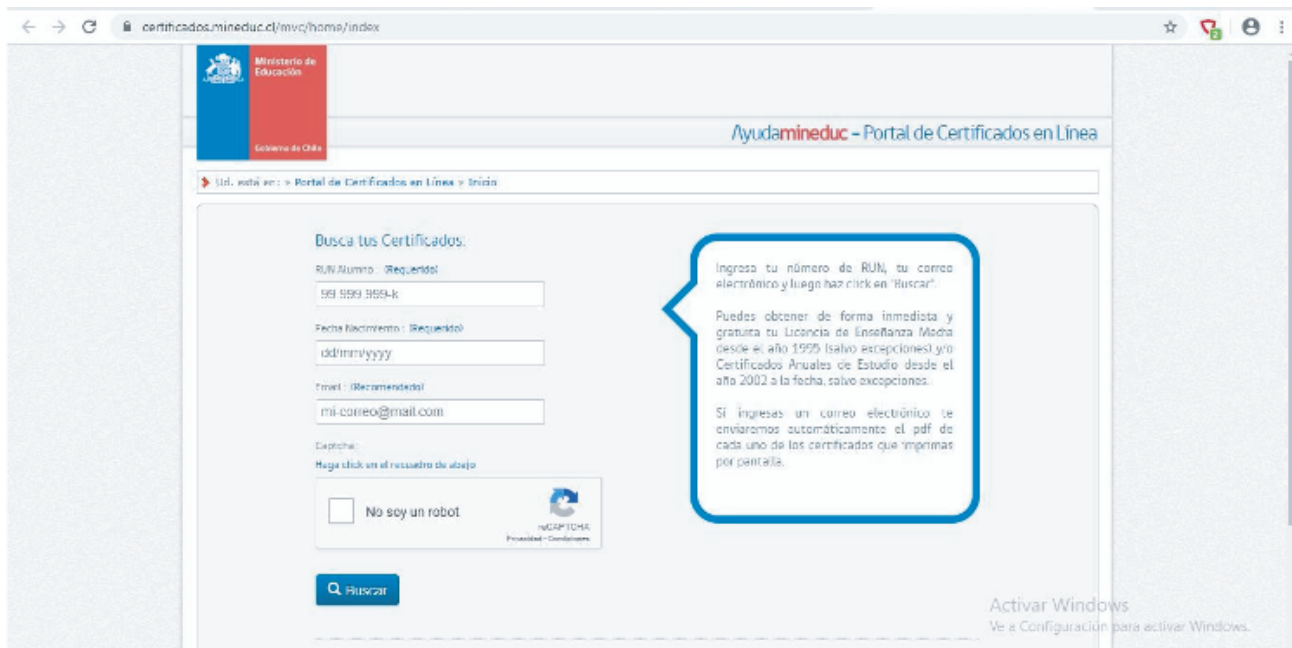 certificados.mineduc.cl/mvc/home/index
2
Ministerio de
Educación
Gobierno de Chile
Ayudamineduc – Portal de Certificados en Línea
Ud. está en: » Portal de Certificados en Línea » Inicio
Busca tus Certificados:
RUN Alumno : (Requerido)
99.999.999-k
Fecha Nacimiento : (Requerido)
dd/mm/yyyy
Email : (Recomendado)
mi-correo@mail.com
Captcha:
Haga click en el recuadro de abajo
No soy un robot
reCAPTCHA
Privacidad - Condiciones
Buscar
Ingresa tu número de RUN, tu correo
electrónico y luego haz click en "Buscar".
Puedes obtener de forma inmediata y
gratuita tu Licencia de Enseñanza Media
desde el año 1995 (salvo excepciones) y/o
Certificados Anuales de Estudio desde el
año 2002 a la fecha, salvo excepciones.
Si ingresas un correo electrónico te
enviaremos automáticamente el pdf de
cada uno de los certificados que imprimas
por pantalla.
Activar Windows
Ve a Configuración para activar Windows.